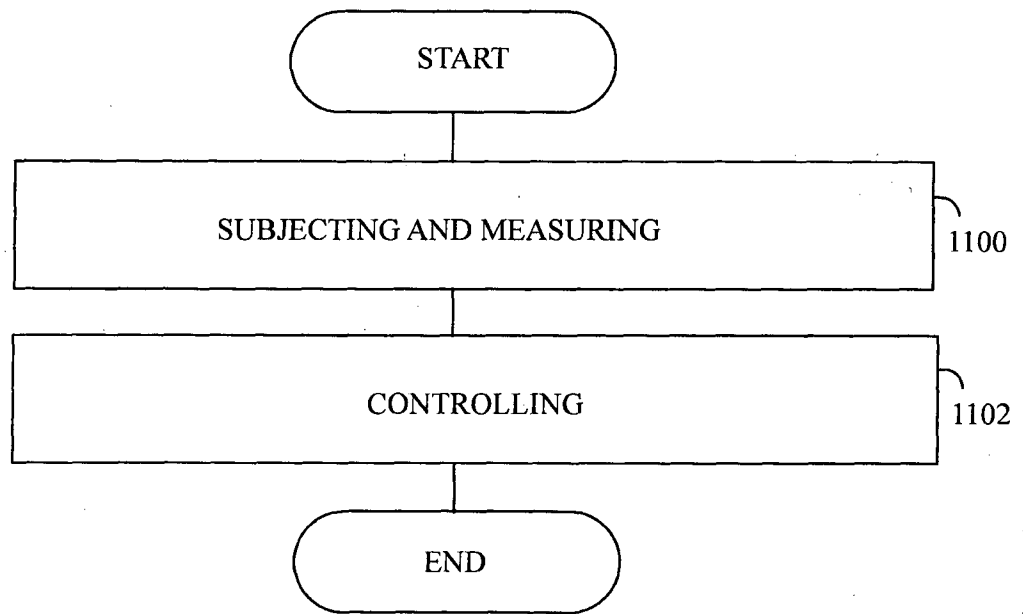 START
SUBJECTING AND MEASURING
1100
CONTROLLING
1102
END